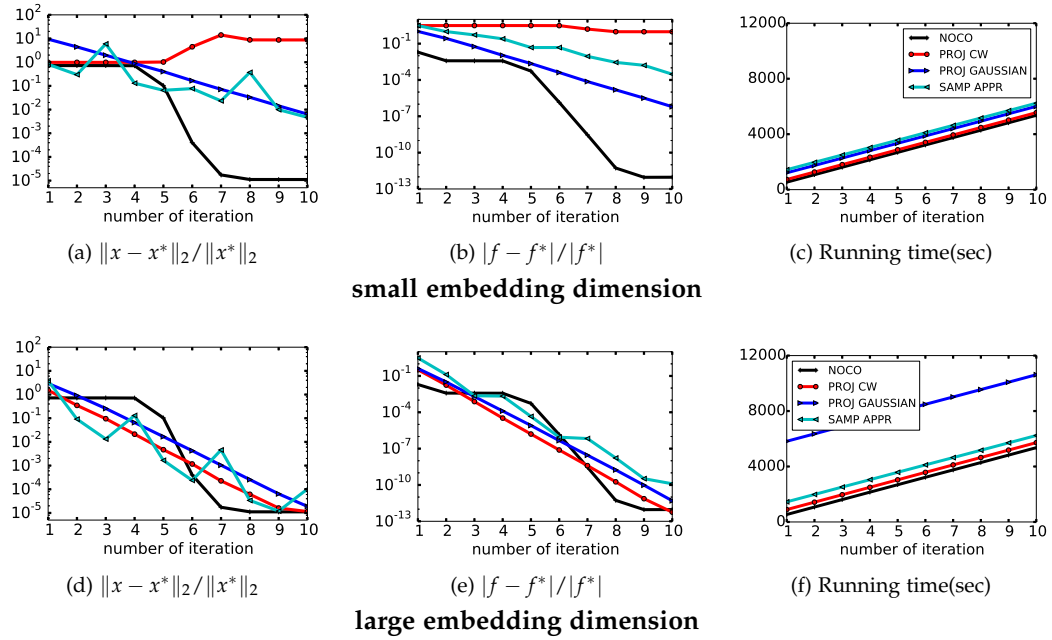 10^2
10^1
10^0
10^-1
10^-2
10^-3
10^-4
10^-5
1 2 3 4 5 6 7 8 9 10
number of iteration
(a) ‖x − x*‖₂/‖x*‖₂
10^-1
10^-4
10^-7
10^-10
10^-13
1 2 3 4 5 6 7 8 9 10
number of iteration
(b) |f − f*|/|f*|
12000
8000
4000
0
NOCO
PROJ CW
PROJ GAUSSIAN
SAMP APPR
1 2 3 4 5 6 7 8 9 10
number of iteration
(c) Running time(sec)
small embedding dimension
10^2
10^1
10^0
10^-1
10^-2
10^-3
10^-4
10^-5
1 2 3 4 5 6 7 8 9 10
number of iteration
(d) ‖x − x*‖₂/‖x*‖₂
10^-1
10^-4
10^-7
10^-10
10^-13
1 2 3 4 5 6 7 8 9 10
number of iteration
(e) |f − f*|/|f*|
12000
8000
4000
0
NOCO
PROJ CW
PROJ GAUSSIAN
SAMP APPR
1 2 3 4 5 6 7 8 9 10
number of iteration
(f) Running time(sec)
large embedding dimension